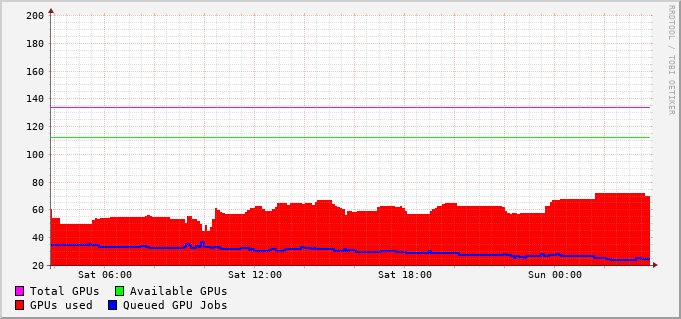 200
180
160
140
120
100
80
60
40
20
Sat 06:00 Sat 12:00 Sat 18:00 Sun 00:00
Total GPUs Available GPUs
GPUs used Queued GPU Jobs
RRDTOOL / TOBI OETIKER